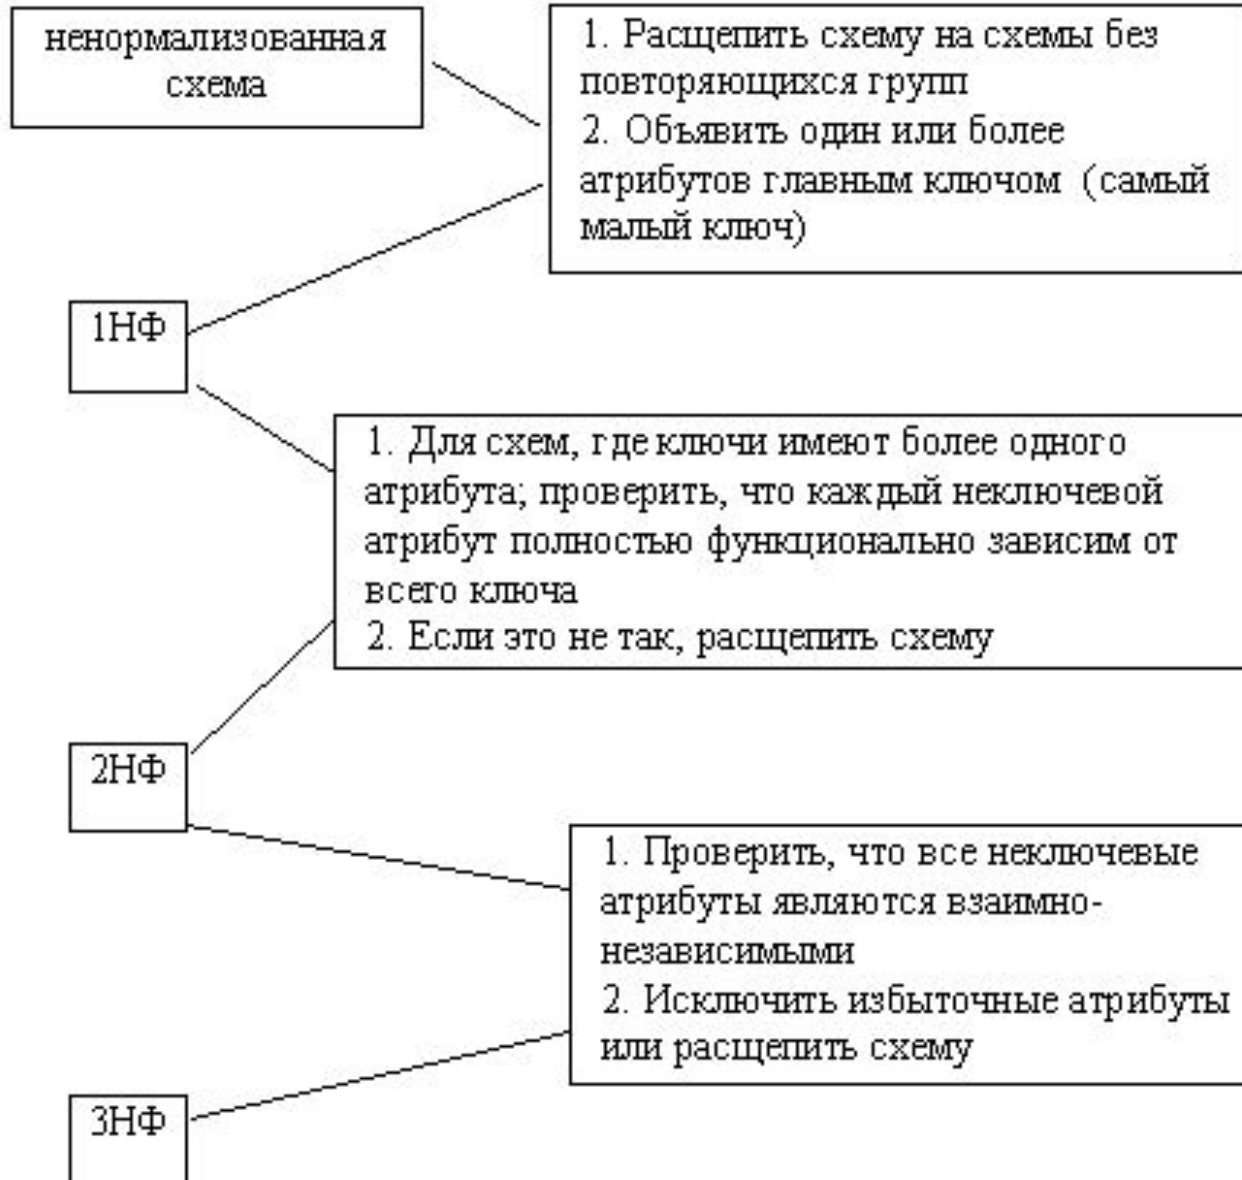 ненормализованная
схема
1. Расщепить схему на схемы без
повторяющихся групп
2. Объявить один или более
атрибутов главным ключом (самый
малый ключ)
1НФ
1. Для схем, где ключи имеют более одного
атрибута; проверить, что каждый неключевой
атрибут полностью функционально зависим от
всего ключа
2. Если это не так, расщепить схему
2НФ
1. Проверить, что все неключевые
атрибуты являются взаимно-
независимыми
2. Исключить избыточные атрибуты
или расщепить схему
3НФ